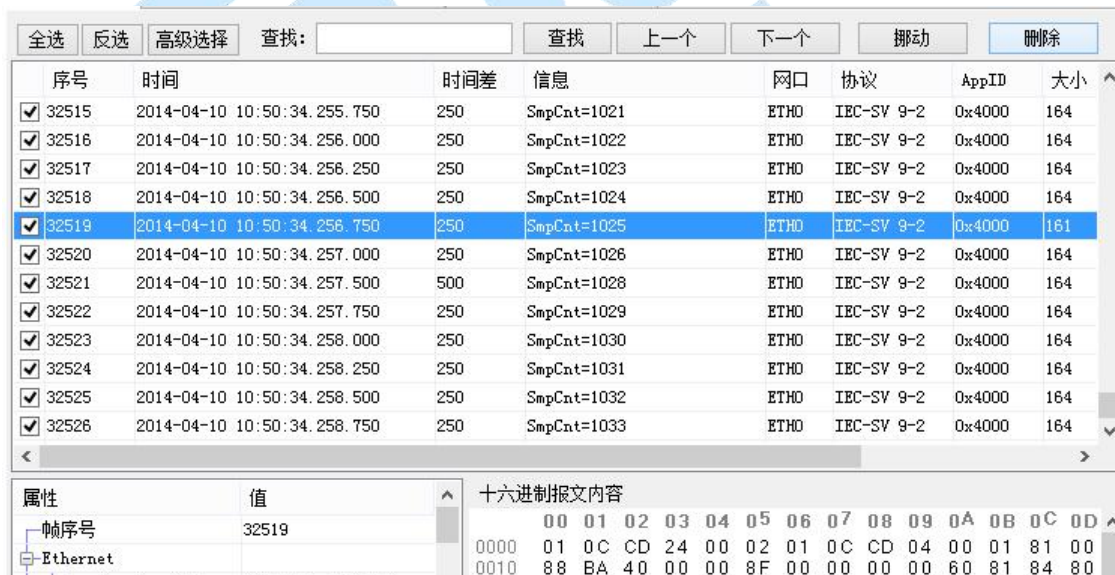 全选 反选 高级选择 查找: 查找 上一个 下一个 挪动 删除
序号 时间 时间差 信息 网口 协议 AppID 大小
32515 2014-04-10 10:50:34.255.750 250 SmpCnt=1021 ETH0 IEC-SV 9-2 0x4000 164
32516 2014-04-10 10:50:34.256.000 250 SmpCnt=1022 ETH0 IEC-SV 9-2 0x4000 164
32517 2014-04-10 10:50:34.256.250 250 SmpCnt=1023 ETH0 IEC-SV 9-2 0x4000 164
32518 2014-04-10 10:50:34.256.500 250 SmpCnt=1024 ETH0 IEC-SV 9-2 0x4000 164
32519 2014-04-10 10:50:34.256.750 250 SmpCnt=1025 ETH0 IEC-SV 9-2 0x4000 161
32520 2014-04-10 10:50:34.257.000 250 SmpCnt=1026 ETH0 IEC-SV 9-2 0x4000 164
32521 2014-04-10 10:50:34.257.500 500 SmpCnt=1028 ETH0 IEC-SV 9-2 0x4000 164
32522 2014-04-10 10:50:34.257.750 250 SmpCnt=1029 ETH0 IEC-SV 9-2 0x4000 164
32523 2014-04-10 10:50:34.258.000 250 SmpCnt=1030 ETH0 IEC-SV 9-2 0x4000 164
32524 2014-04-10 10:50:34.258.250 250 SmpCnt=1031 ETH0 IEC-SV 9-2 0x4000 164
32525 2014-04-10 10:50:34.258.500 250 SmpCnt=1032 ETH0 IEC-SV 9-2 0x4000 164
32526 2014-04-10 10:50:34.258.750 250 SmpCnt=1033 ETH0 IEC-SV 9-2 0x4000 164
属性 值
帧序号 32519
Ethernet
十六进制报文内容
00 01 02 03 04 05 06 07 08 09 0A 0B 0C 0D
0000 01 0C CD 24 00 02 01 0C CD 04 00 01 81 00
0010 88 BA 40 00 00 8F 00 00 00 00 60 81 84 80